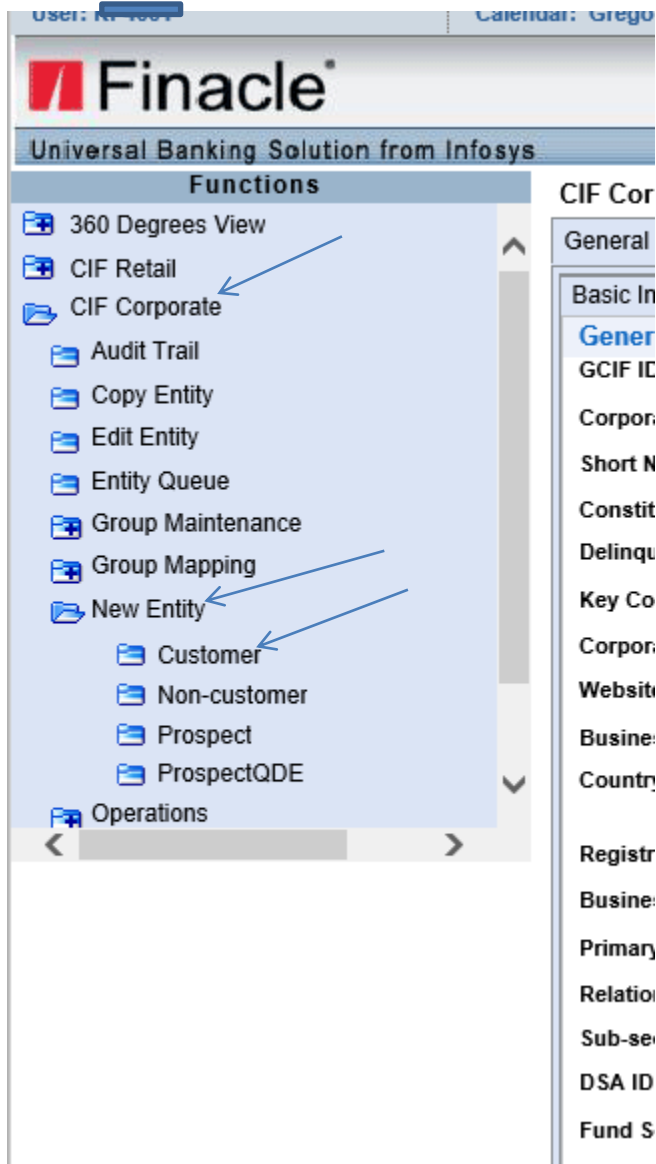 User:
Calendar: Grego
Finacle
Universal Banking Solution from Infosys
Functions
360 Degrees View
CIF Retail
CIF Corporate
Audit Trail
Copy Entity
Edit Entity
Entity Queue
Group Maintenance
Group Mapping
New Entity
Customer
Non-customer
Prospect
ProspectQDE
Operations
CIF Cor
General
Basic In
Gener
GCIF ID
Corpora
Short N
Constit
Delinqu
Key Co
Corpora
Website
Busines
Country
Registr
Busines
Primary
Relation
Sub-sec
DSA ID
Fund S